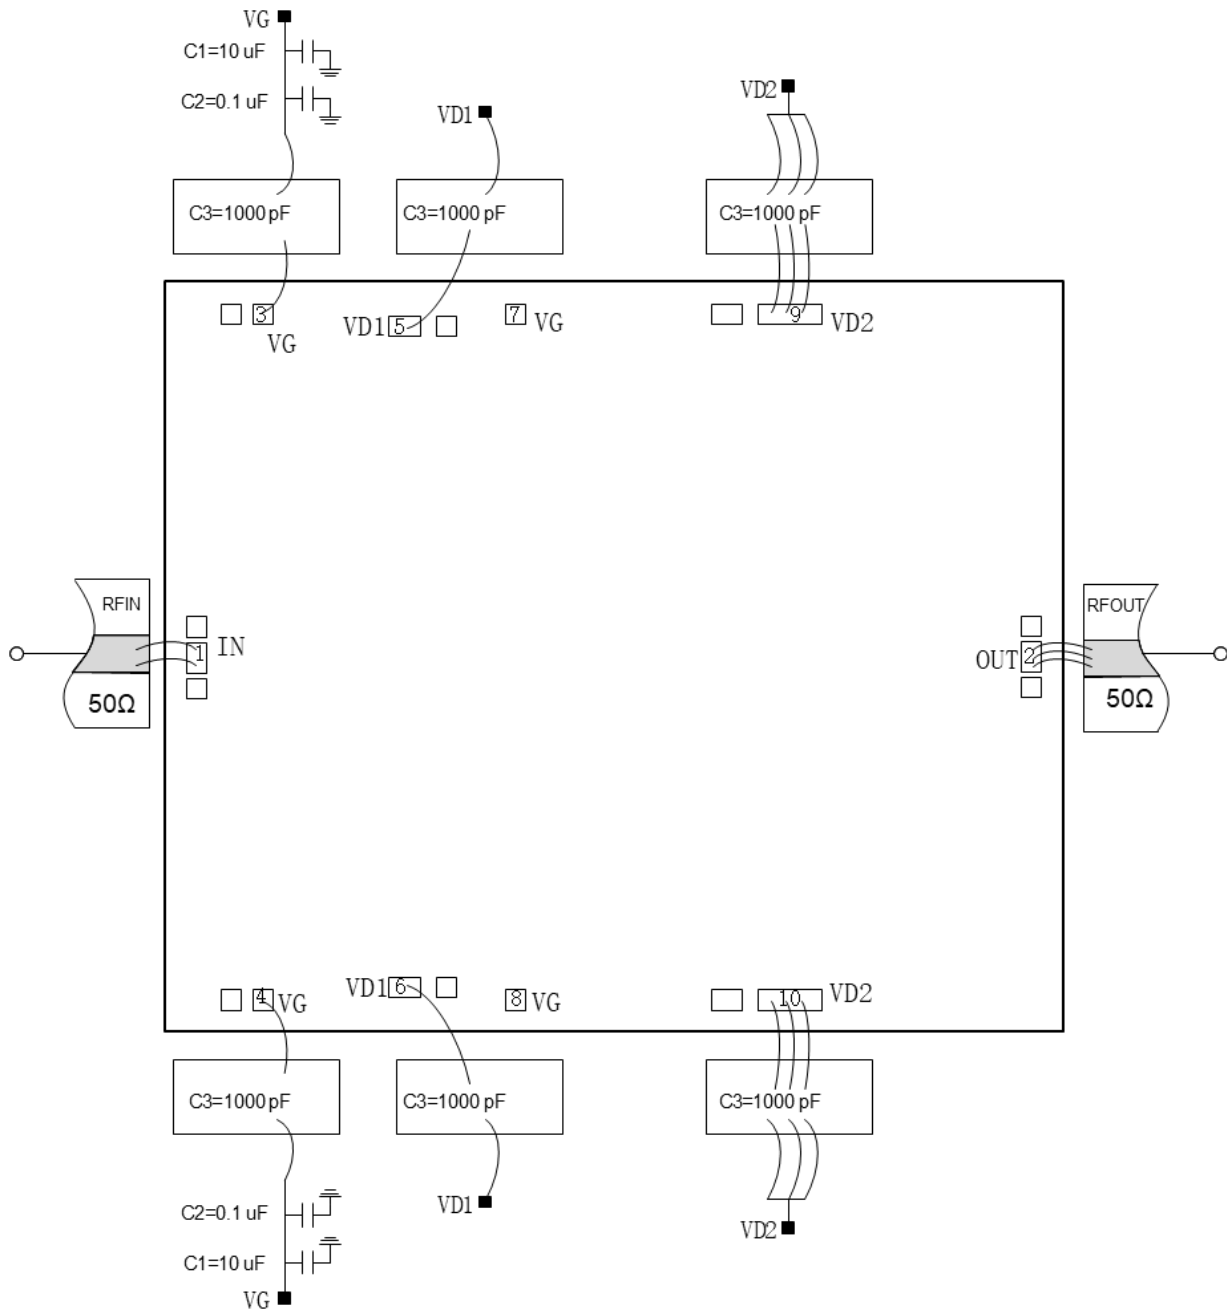 VG
C1=10 uF
C2=0.1 uF
VD1
VD2
C3=1000 pF
C3=1000 pF
C3=1000 pF
3
VG
VD1
5
7
VG
9
VD2
RFIN
50Ω
1
IN
OUT
2
RFOUT
50Ω
4
VG
VD1
6
8
VG
10
VD2
C3=1000 pF
C3=1000 pF
C3=1000 pF
C2=0.1 uF
C1=10 uF
VG
VD1
VD2